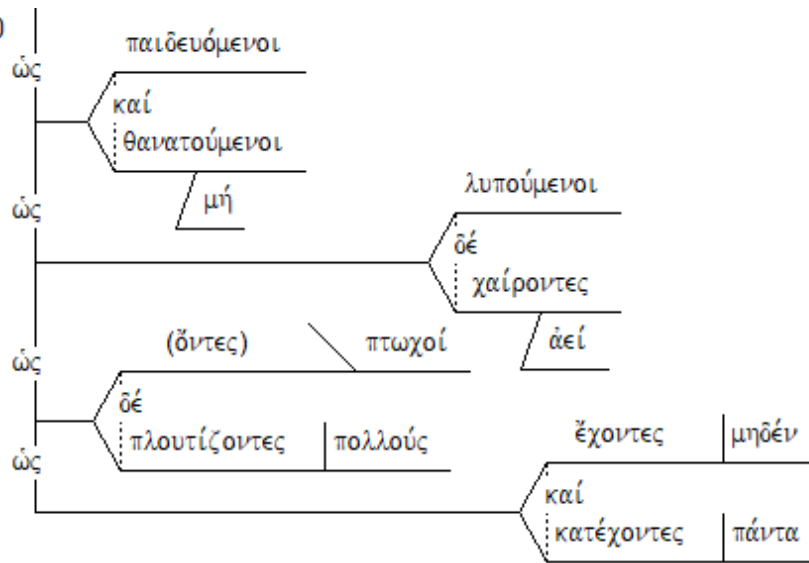 )
παιδευόμενοι
ὡς
καί
θανατούμενοι
μή
ὡς
λυπούμενοι
δέ
χαίροντες
ἀεί
(ὄντες) πτωχοί
ὡς
δέ
πλουτίζοντες πολλούς
ὡς
ἔχοντες μηδέν
καί
κατέχοντες πάντα